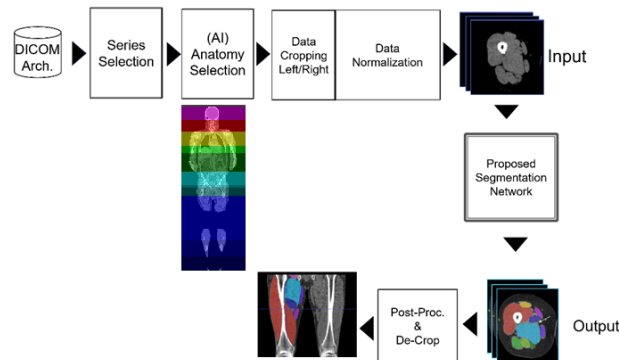 DICOM
Arch.
Series
Selection
(AI)
Anatomy
Selection
Data
Cropping
Left/Right
Data
Normalization
Input
Proposed
Segmentation
Network
Output
Post-Proc.
&
De-Crop